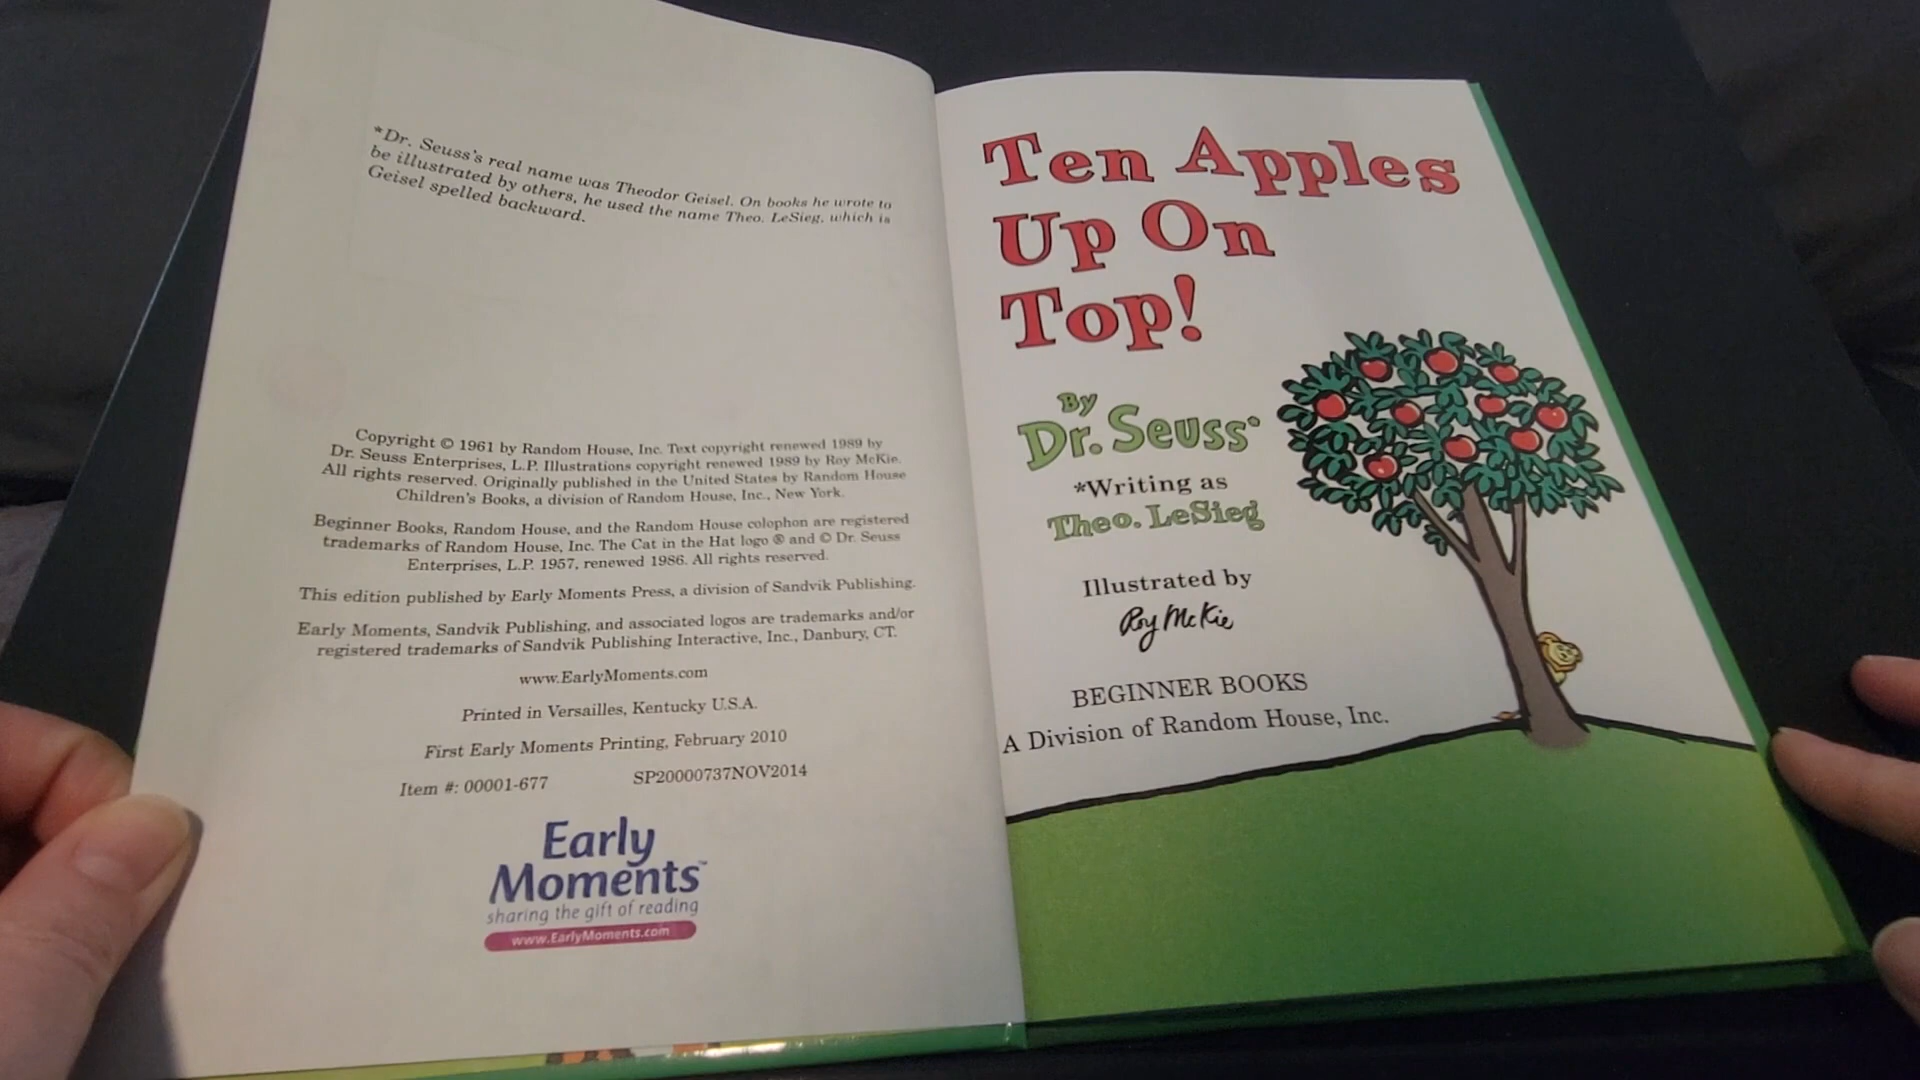 *Dr. Seuss's real name was Theodor Geisel. On books he wrote to
be illustrated by others, he used the name Theo. LeSieg, which is
Geisel spelled backward.
Copyright © 1961 by Random House, Inc. Text copyright renewed 1989 by
Dr. Seuss Enterprises, L.P. Illustrations copyright renewed 1989 by Roy McKie.
All rights reserved. Originally published in the United States by Random House
Children's Books, a division of Random House, Inc., New York.
Beginner Books, Random House, and the Random House colophon are registered
trademarks of Random House, Inc. The Cat in the Hat logo ® and © Dr. Seuss
Enterprises, L.P. 1957, renewed 1986. All rights reserved.
This edition published by Early Moments Press, a division of Sandvik Publishing.
Early Moments, Sandvik Publishing, and associated logos are trademarks and/or
registered trademarks of Sandvik Publishing Interactive, Inc., Danbury, CT.
www.EarlyMoments.com
Printed in Versailles, Kentucky U.S.A.
First Early Moments Printing, February 2010
Item #: 00001-677 SP20000737NOV2014
Early
Moments™
sharing the gift of reading
www.EarlyMoments.com
Ten Apples
Up On
Top!
By
Dr. Seuss*
*Writing as
Theo. LeSieg
Illustrated by
Roy McKie
BEGINNER BOOKS
A Division of Random House, Inc.